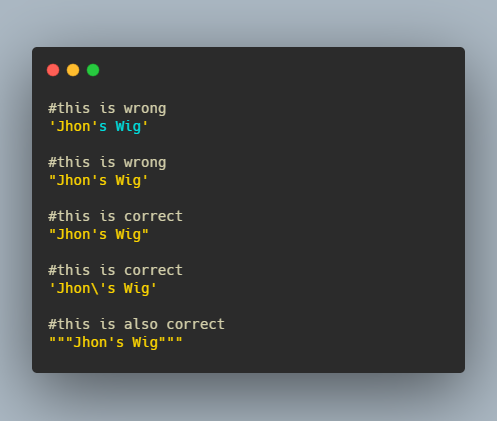 #this is wrong
'Jhon's Wig'
#this is wrong
"Jhon's Wig'
#this is correct
"Jhon's Wig"
#this is correct
'Jhon\'s Wig'
#this is also correct
"""Jhon's Wig"""